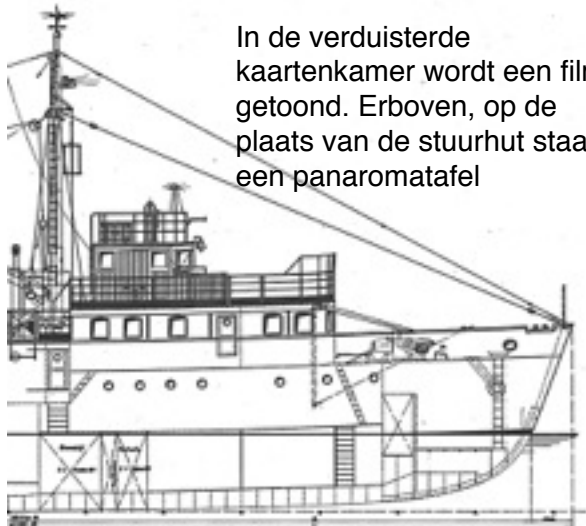 In de verduisterde
kaartenkamer wordt een film
getoond. Erboven, op de
plaats van de stuurhut staa
een panaromatafel